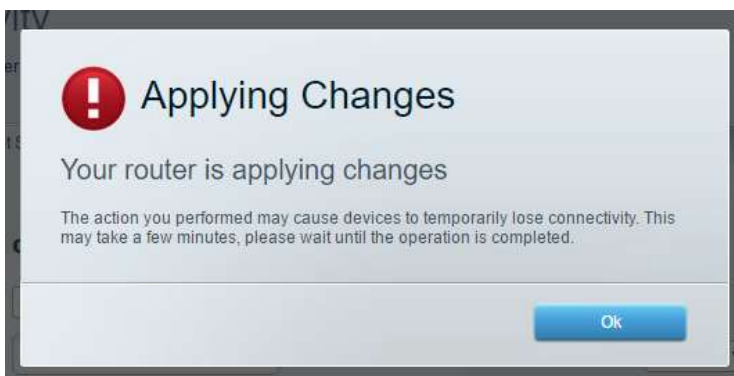 Applying Changes
Your router is applying changes
The action you performed may cause devices to temporarily lose connectivity. This
may take a few minutes, please wait until the operation is completed.
Ok